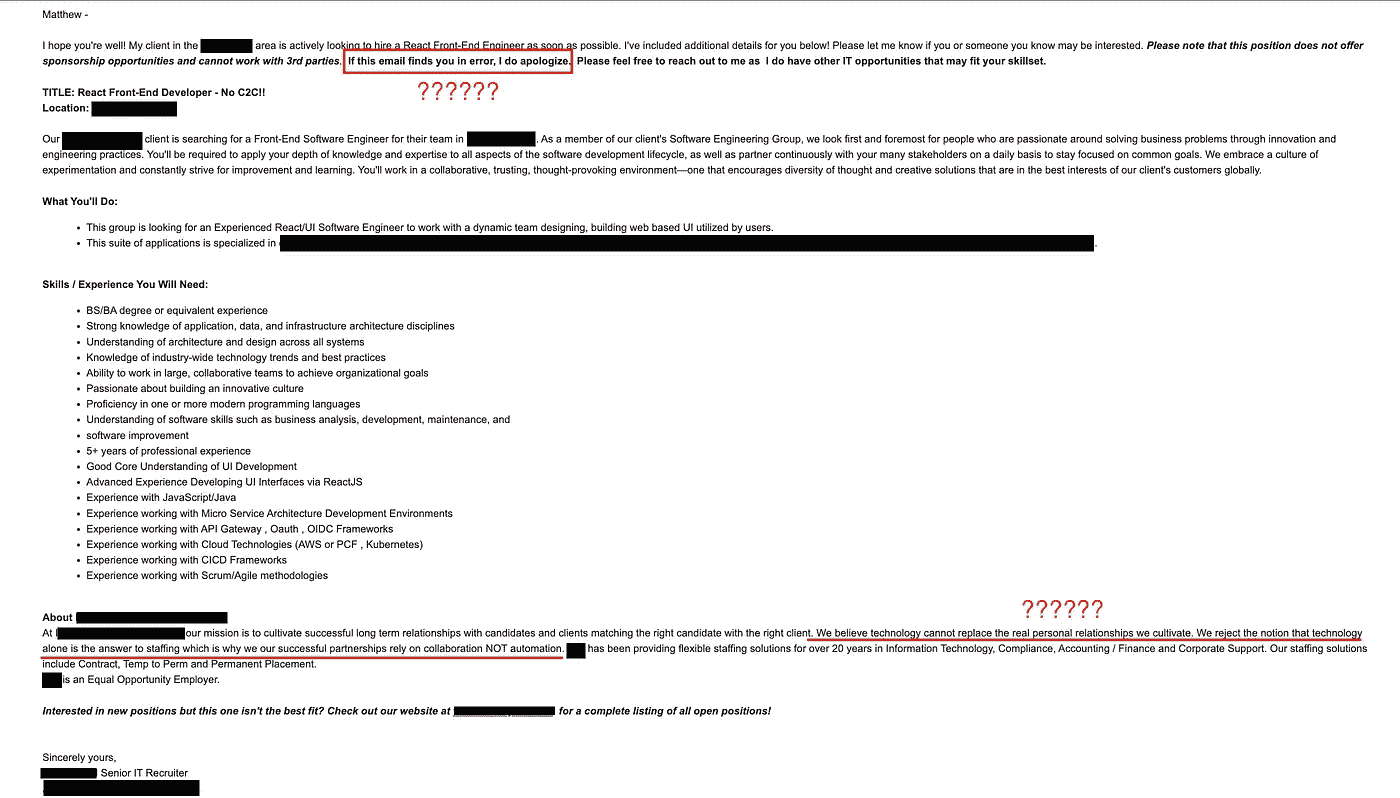 Matthew -
I hope you're well! My client in the area is actively looking to hire a React Front-End Engineer as soon as possible. I've included additional details for you below! Please let me know if you or someone you know may be interested. Please note that this position does not offer
sponsorship opportunities and cannot work with 3rd parties. If this email finds you in error, I do apologize. Please feel free to reach out to me as I do have other IT opportunities that may fit your skillset.
??????
TITLE: React Front-End Developer - No C2C!!
Location:
Our client is searching for a Front-End Software Engineer for their team in . As a member of our client's Software Engineering Group, we look first and foremost for people who are passionate around solving business problems through innovation and
engineering practices. You'll be required to apply your depth of knowledge and expertise to all aspects of the software development lifecycle, as well as partner continuously with your many stakeholders on a daily basis to stay focused on common goals. We embrace a culture of
experimentation and constantly strive for improvement and learning. You'll work in a collaborative, trusting, thought-provoking environment—one that encourages diversity of thought and creative solutions that are in the best interests of our client's customers globally.
What You'll Do:
• This group is looking for an Experienced React/UI Software Engineer to work with a dynamic team designing, building web based UI utilized by users.
• This suite of applications is specialized in .
Skills / Experience You Will Need:
• BS/BA degree or equivalent experience
• Strong knowledge of application, data, and infrastructure architecture disciplines
• Understanding of architecture and design across all systems
• Knowledge of industry-wide technology trends and best practices
• Ability to work in large, collaborative teams to achieve organizational goals
• Passionate about building an innovative culture
• Proficiency in one or more modern programming languages
• Understanding of software skills such as business analysis, development, maintenance, and
• software improvement
• 5+ years of professional experience
• Good Core Understanding of UI Development
• Advanced Experience Developing UI Interfaces via ReactJS
• Experience with JavaScript/Java
• Experience working with Micro Service Architecture Development Environments
• Experience working with API Gateway , Oauth , OIDC Frameworks
• Experience working with Cloud Technologies (AWS or PCF , Kubernetes)
• Experience working with CICD Frameworks
• Experience working with Scrum/Agile methodologies
??????
About
At our mission is to cultivate successful long term relationships with candidates and clients matching the right candidate with the right client. We believe technology cannot replace the real personal relationships we cultivate. We reject the notion that technology
alone is the answer to staffing which is why we our successful partnerships rely on collaboration NOT automation. has been providing flexible staffing solutions for over 20 years in Information Technology, Compliance, Accounting / Finance and Corporate Support. Our staffing solutions
include Contract, Temp to Perm and Permanent Placement.
is an Equal Opportunity Employer.
Interested in new positions but this one isn't the best fit? Check out our website at for a complete listing of all open positions!
Sincerely yours,
Senior IT Recruiter